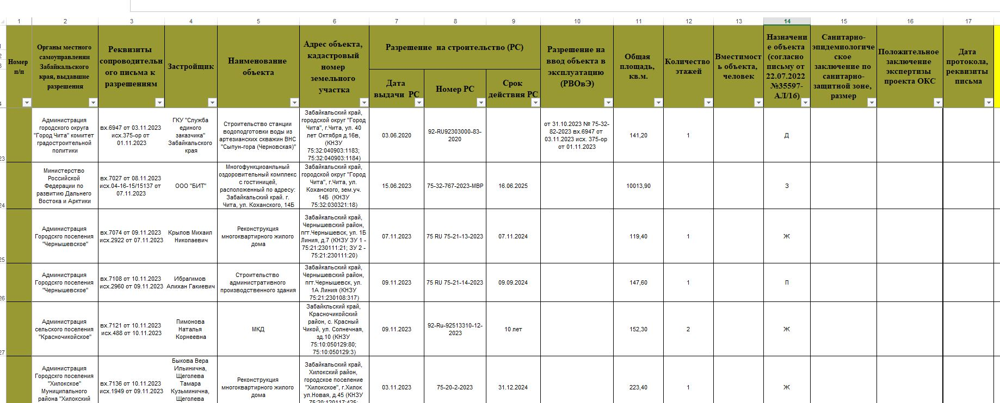 1 2 3 4 5 6 7 8 9 10 11 12 13 14 15 16 17
Номер
п/п
Органы местного
самоуправленяи
Забайкальского
края, выдавшие
разрешения
Реквизиты
сопроводительн
ого письма к
разрешениям
Застройщик
Наименование
объекта
Адрес объекта,
кадастровый
номер
земельного
участка
Разрешение на строительство (РС)
Дата
выдачи РС
Номер РС
Срок
действия РС
Разрешение на
ввод объекта в
эксплуатацию
(РВОвЭ)
Общая
площадь,
кв.м.
Количество
этажей
Вместимост
ь объекта,
человек
Назначени
е объекта
(согласно
письму от
22.07.2022
№35597-
АЛ/16)
Санитарно-
эпидемиологиче
ское
заключение по
санитарно-
защитной зоне,
размер
Положительное
заключение
экспертизы
проекта ОКС
Дата
протокола,
реквизиты
письма
Администрация
городского округа
"Город Чита" комитет
градостроительной
политики
вх.6947 от 03.11.2023
исх.375-ор от
01.11.2023
ГКУ "Служба
единого
заказчика"
Забайкальского
края
Строительство станции
водоподготовки воды из
артезианских скважин ВНС
"Сыпун-гора (Черновская)"
Забайкальский край,
городской округ "Город
Чита", г.Чита, ул. 40
лет Октября д.16в,
(КНЗУ
75:32:040903:1183;
75:32:040903:1184)
03.06.2020
92-RU92303000-83-
2020
от 31.10.2023 № 75-32-
82-2023 вх.6947 от
03.11.2023 исх. 375-ор
от 01.11.2023
141,20
1
Д
Министерство
Российской
Федерации по
развитию Дальнего
Востока и Арктики
вх.7027 от 08.11.2023
исх.04-16-15/15137 от
07.11.2023
ООО "БИТ"
Многофункциоанльный
оздоровительный комплекс
с гостиницей,
расположенный по адресу:
Забайкальский край. г.
Чита, ул. Коханского, 14Б
Забайкальский край,
городской округ "Город
Чита", г.Чита, ул.
Коханского, зем.уч.
14Б (КНЗУ
75:32:030321:18)
15.06.2023
75-32-767-2023-МВР
16.06.2025
10013,90
З
Администрация
Городскго поселения
"Чернышевское"
вх.7074 от 09.11.2023
исх.2922 от 07.11.2023
Крылов Михаил
Николаевич
Реконструкция
многоквартирного жилого
дома
Забайкальский край,
Чернышевский район,
пгт.Чернышевск, ул. 1Б
Линия, д.7 (КНЗУ ЗУ 1 -
75:21:230111:21; ЗУ 2 -
75:21:230111:20)
07.11.2023
75 RU 75-21-13-2023
07.11.2024
119,40
1
Ж
Администрация
Городскго поселения
"Чернышевское"
вх.7108 от 10.11.2023
исх.2960 от 09.11.2023
Ибрагимов
Алихан Гакиевич
Строительство
административного
производственного здания
Забайкальский край,
Чернышевский район,
пгт.Чернышевск, ул.
1А Линия (КНЗУ
75:21:230108:317)
09.11.2023
75 RU 75-21-14-2023
09.09.2024
147,60
1
П
Администрация
сельского поселения
"Красночикойское"
вх.7121 от 10.11.2023
исх.488 от 10.11.2023
Пимонова
Наталья
Корнеевна
МКД
Забайкльский край,
Красночикойский
район, с. Красный
Чикой, ул. Солнечная,
зд.10 (КНЗУ
75:10:050129:80;
75:10:050129:3)
09.11.2023
92-Ru-92513310-12-
2023
10 лет
152,30
2
Ж
Администрация
Городскго поселения
"Хилокское"
Муниципального
района "Хилокский
вх.7136 от 10.11.2023
исх.1949 от 09.11.2023
Быкова Вера
Ильинична,
Щеголева
Тамара
Кузьминична,
Щеголева
Реконструкция
многоквартирного жилого
дома
Забайкальский край,
Хилокский район,
городское поселение
"Хилокское", г.Хилок
ул.Новая, д.45 (КНЗУ
75:20:120117:425;
03.11.2023
75-20-2-2023
31.12.2024
223,40
1
Ж